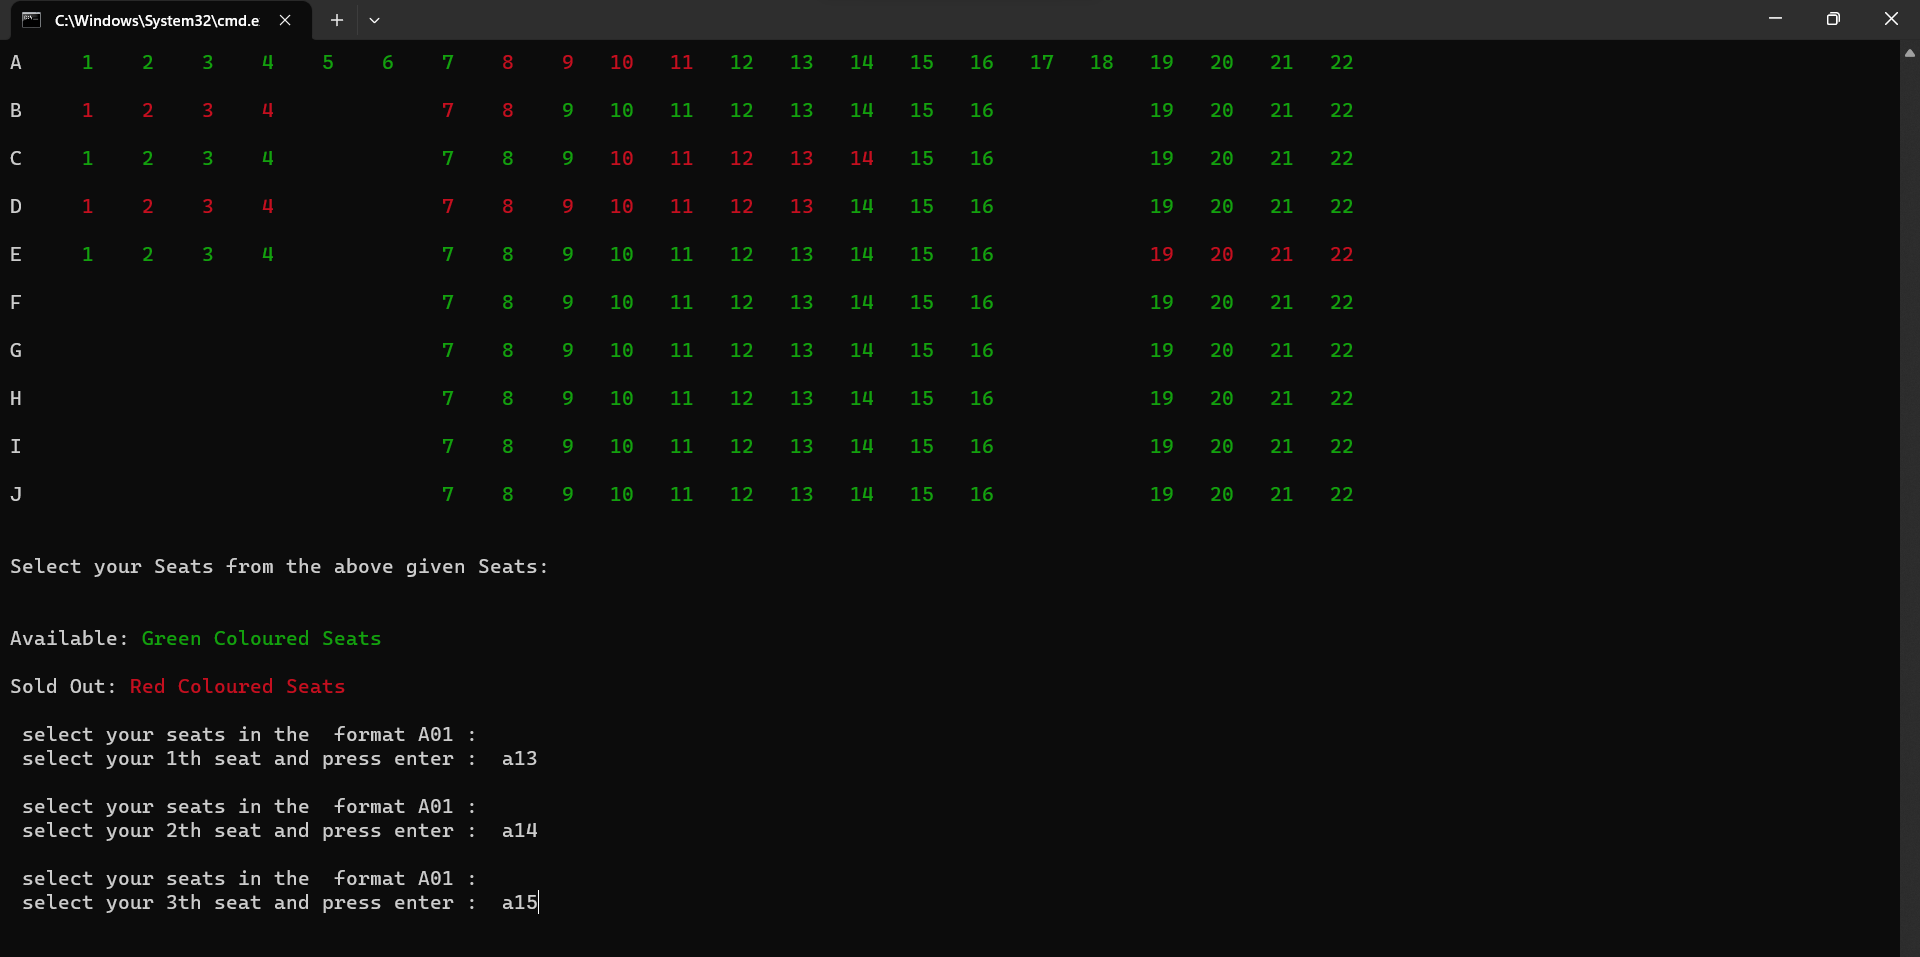 C:\Windows\System32\cmd.e
A 1 2 3 4 5 6 7 8 9 10 11 12 13 14 15 16 17 18 19 20 21 22
B 1 2 3 4 7 8 9 10 11 12 13 14 15 16 19 20 21 22
C 1 2 3 4 7 8 9 10 11 12 13 14 15 16 19 20 21 22
D 1 2 3 4 7 8 9 10 11 12 13 14 15 16 19 20 21 22
E 1 2 3 4 7 8 9 10 11 12 13 14 15 16 19 20 21 22
F 7 8 9 10 11 12 13 14 15 16 19 20 21 22
G 7 8 9 10 11 12 13 14 15 16 19 20 21 22
H 7 8 9 10 11 12 13 14 15 16 19 20 21 22
I 7 8 9 10 11 12 13 14 15 16 19 20 21 22
J 7 8 9 10 11 12 13 14 15 16 19 20 21 22
Select your Seats from the above given Seats:
Available: Green Coloured Seats
Sold Out: Red Coloured Seats
select your seats in the  format A01 :
select your 1th seat and press enter :  a13
select your seats in the  format A01 :
select your 2th seat and press enter :  a14
select your seats in the  format A01 :
select your 3th seat and press enter :  a15